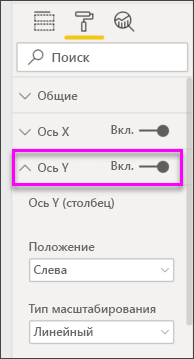 Поиск
Общие
Ось X Вкл.
Ось Y Вкл.
Ось Y (столбец)
Положение
Слева
Тип масштабирования
Линейный